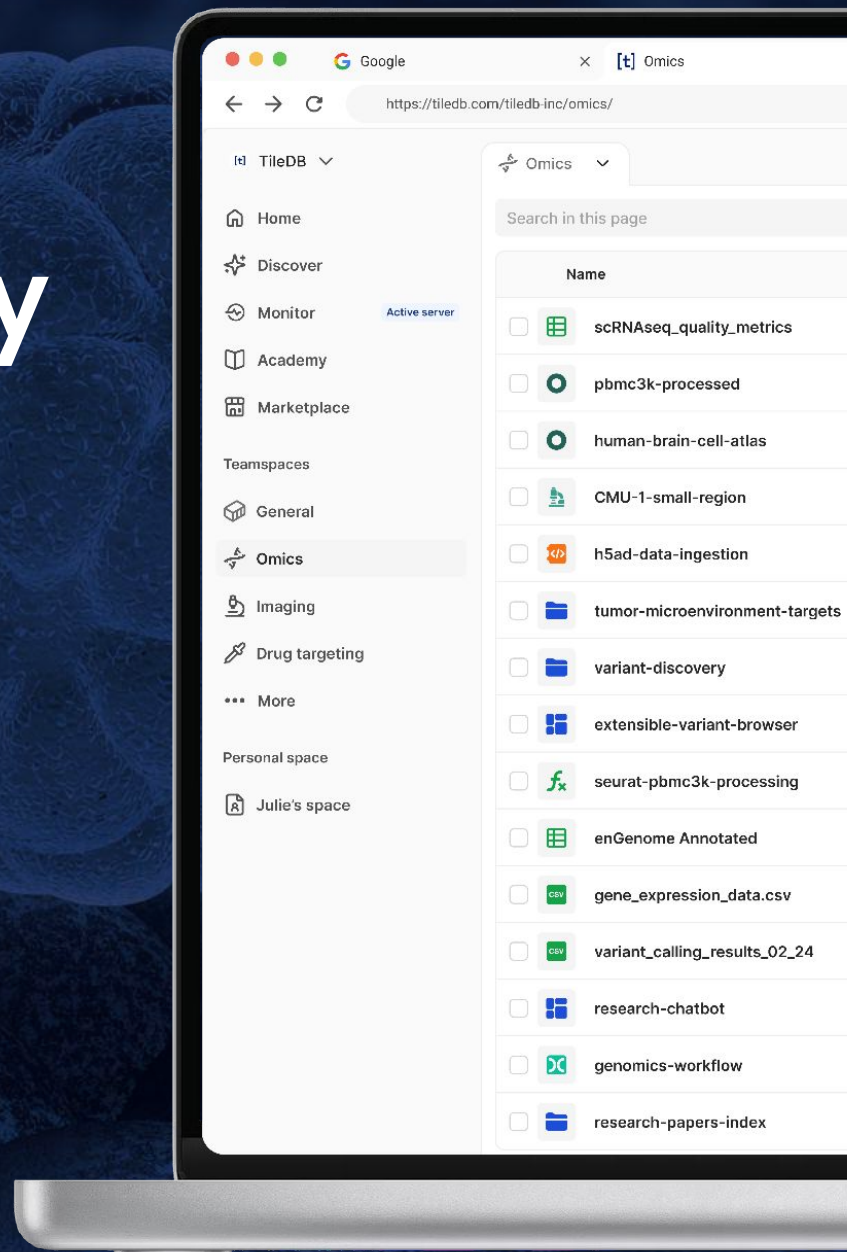 y
Google
[t] Omics
https://tiledb.com/tiledb-inc/omics/
[t] TileDB
Omics
Home
Search in this page
Discover
Name
Monitor Active server
scRNAseq_quality_metrics
Academy
pbmc3k-processed
Marketplace
human-brain-cell-atlas
Teamspaces
CMU-1-small-region
General
h5ad-data-ingestion
Omics
tumor-microenvironment-targets
Imaging
variant-discovery
Drug targeting
extensible-variant-browser
More
seurat-pbmc3k-processing
Personal space
Julie's space
enGenome Annotated
CSV gene_expression_data.csv
CSV variant_calling_results_02_24
research-chatbot
genomics-workflow
research-papers-index